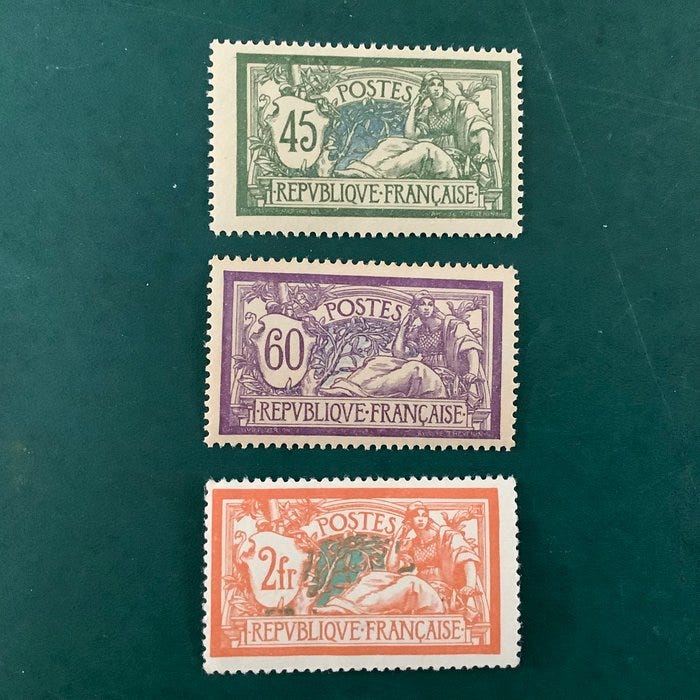 POSTES
45
REPVBLIQVE·FRANÇAISE
POSTES
60
REPVBLIQVE·FRANÇAISE
POSTES
2fr
REPVBLIQVE·FRANÇAISE